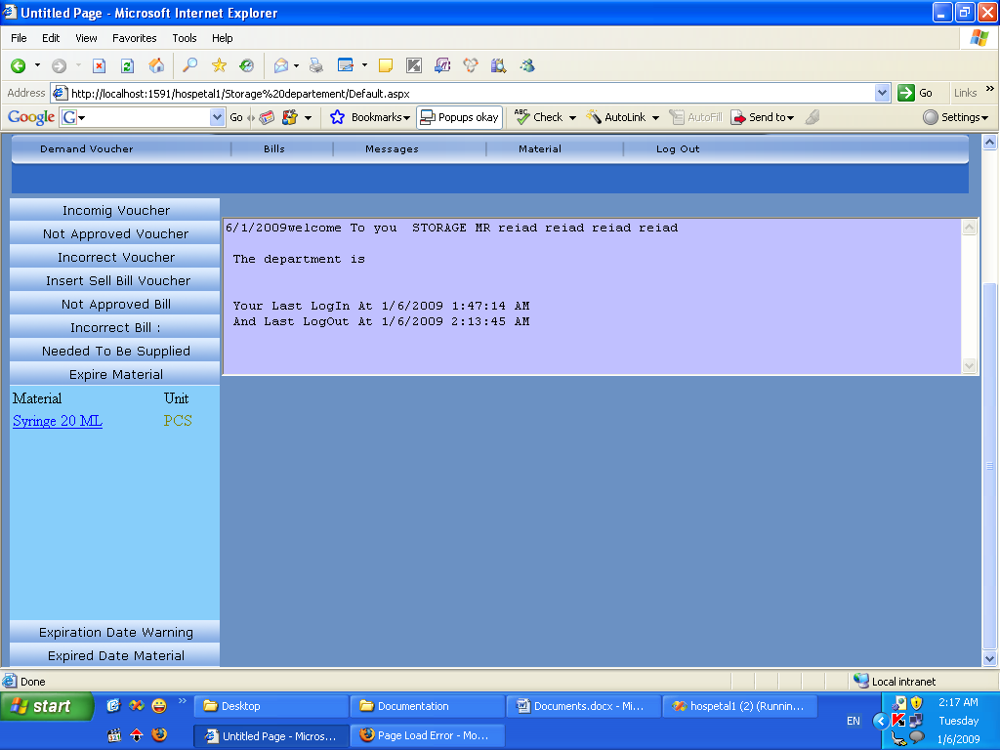 Untitled Page - Microsoft Internet Explorer
File Edit View Favorites Tools Help
Address http://localhost:1591/hospetal1/Storage%20departement/Default.aspx Go Links »
Google G Go Bookmarks Popups okay ABC Check AutoLink AutoFill Send to Settings
Demand Voucher Bills Messages Material Log Out
Incomig Voucher
Not Approved Voucher
Incorrect Voucher
Insert Sell Bill Voucher
Not Approved Bill
Incorrect Bill :
Needed To Be Supplied
Expire Material
Material Unit
Syringe 20 ML PCS
Expiration Date Warning
Expired Date Material
6/1/2009welcome To you STORAGE MR reiad reiad reiad reiad
The department is
Your Last LogIn At 1/6/2009 1:47:14 AM
And Last LogOut At 1/6/2009 2:13:45 AM
Done Local intranet
start » Desktop Documentation Documents.docx - Mi... hospetal1 (2) (Runnin...
Untitled Page - Micros... Page Load Error - Mo...
EN
2:17 AM
Tuesday
1/6/2009